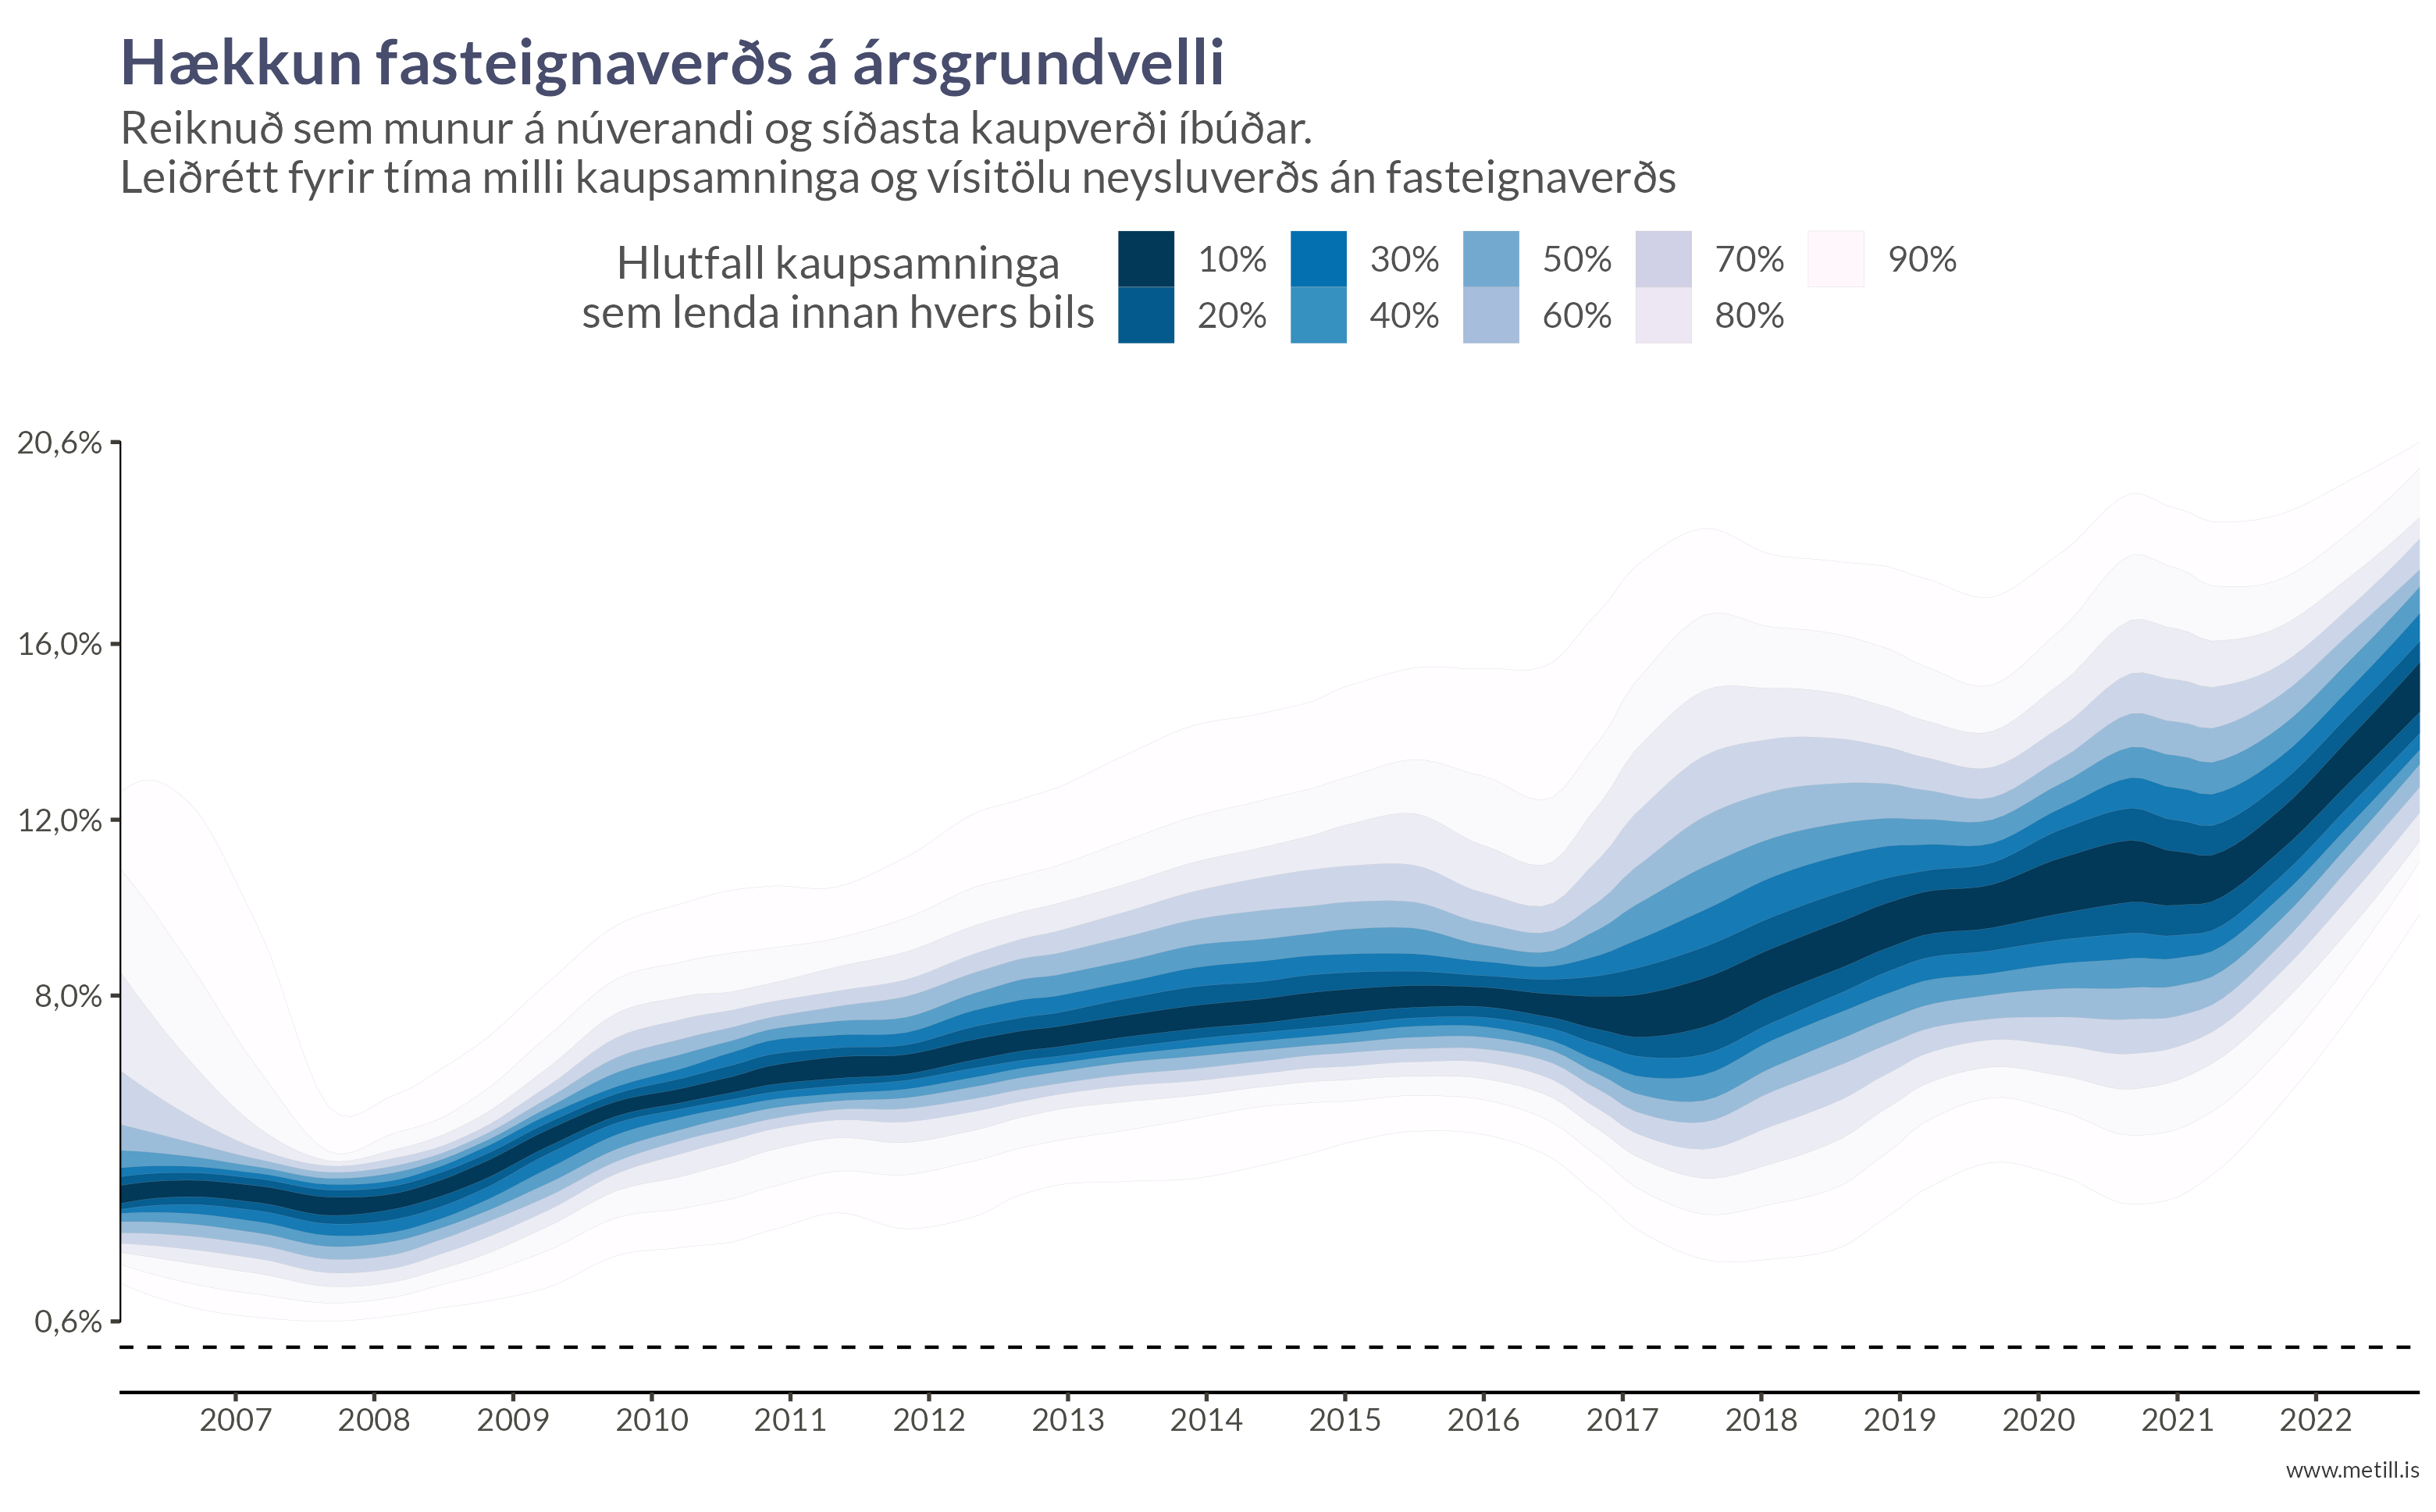 Hækkun fasteignaverðs á ársgrundvelli
Reiknuð sem munur á núverandi og síðasta kaupverði íbúðar.
Leiðrétt fyrir tíma milli kaupsamninga og vísitölu neysluverðs án fasteignaverðs
Hlutfall kaupsamninga
sem lenda innan hvers bils
10% 30% 50% 70% 90%
20% 40% 60% 80%
20,6%
16,0%
12,0%
8,0%
0,6%
2007 2008 2009 2010 2011 2012 2013 2014 2015 2016 2017 2018 2019 2020 2021 2022
www.metill.is